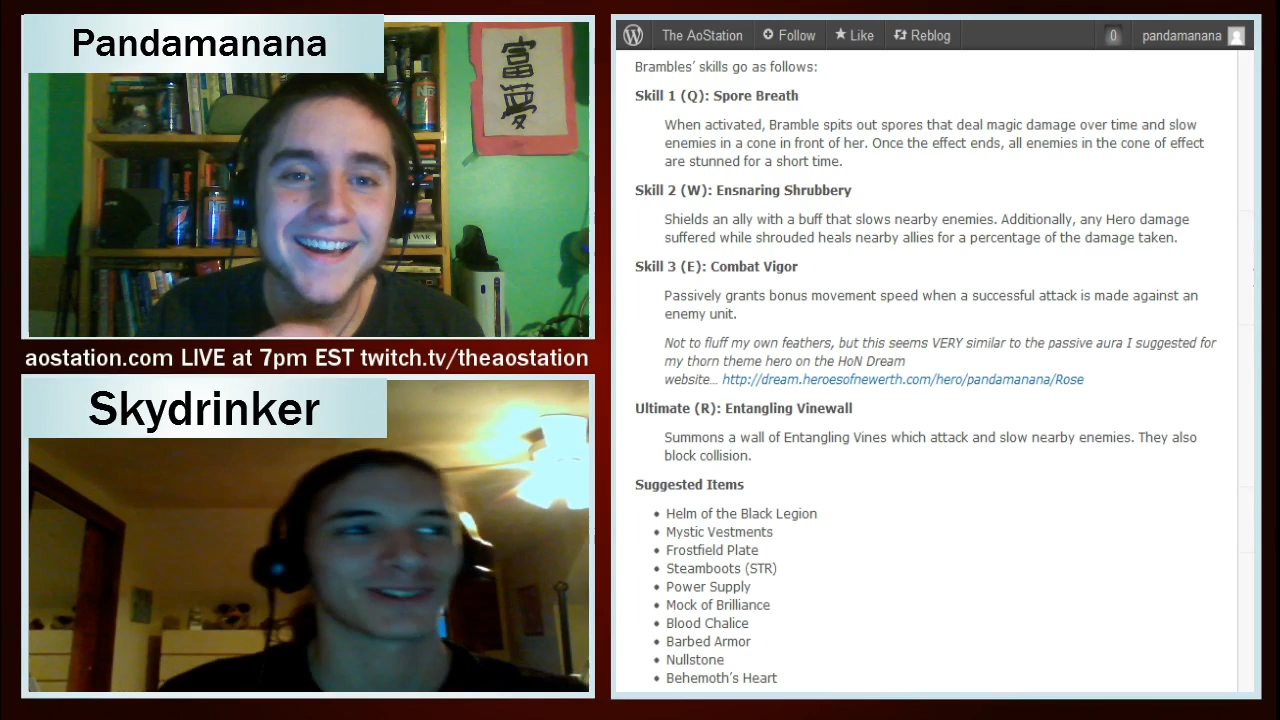 Pandamanana
富
夢
WAR
aostation.com LIVE at 7pm EST twitch.tv/theaostation
Skydrinker
The AoStation Follow Like Reblog 0 pandamanana
Brambles’ skills go as follows:
Skill 1 (Q): Spore Breath
When activated, Bramble spits out spores that deal magic damage over time and slow
enemies in a cone in front of her. Once the effect ends, all enemies in the cone of effect
are stunned for a short time.
Skill 2 (W): Ensnaring Shrubbery
Shields an ally with a buff that slows nearby enemies. Additionally, any Hero damage
suffered while shrouded heals nearby allies for a percentage of the damage taken.
Skill 3 (E): Combat Vigor
Passively grants bonus movement speed when a successful attack is made against an
enemy unit.
Not to fluff my own feathers, but this seems VERY similar to the passive aura I suggested for
my thorn theme hero on the HoN Dream
website… http://dream.heroesofnewerth.com/hero/pandamanana/Rose
Ultimate (R): Entangling Vinewall
Summons a wall of Entangling Vines which attack and slow nearby enemies. They also
block collision.
Suggested Items
• Helm of the Black Legion
• Mystic Vestments
• Frostfield Plate
• Steamboots (STR)
• Power Supply
• Mock of Brilliance
• Blood Chalice
• Barbed Armor
• Nullstone
• Behemoth’s Heart